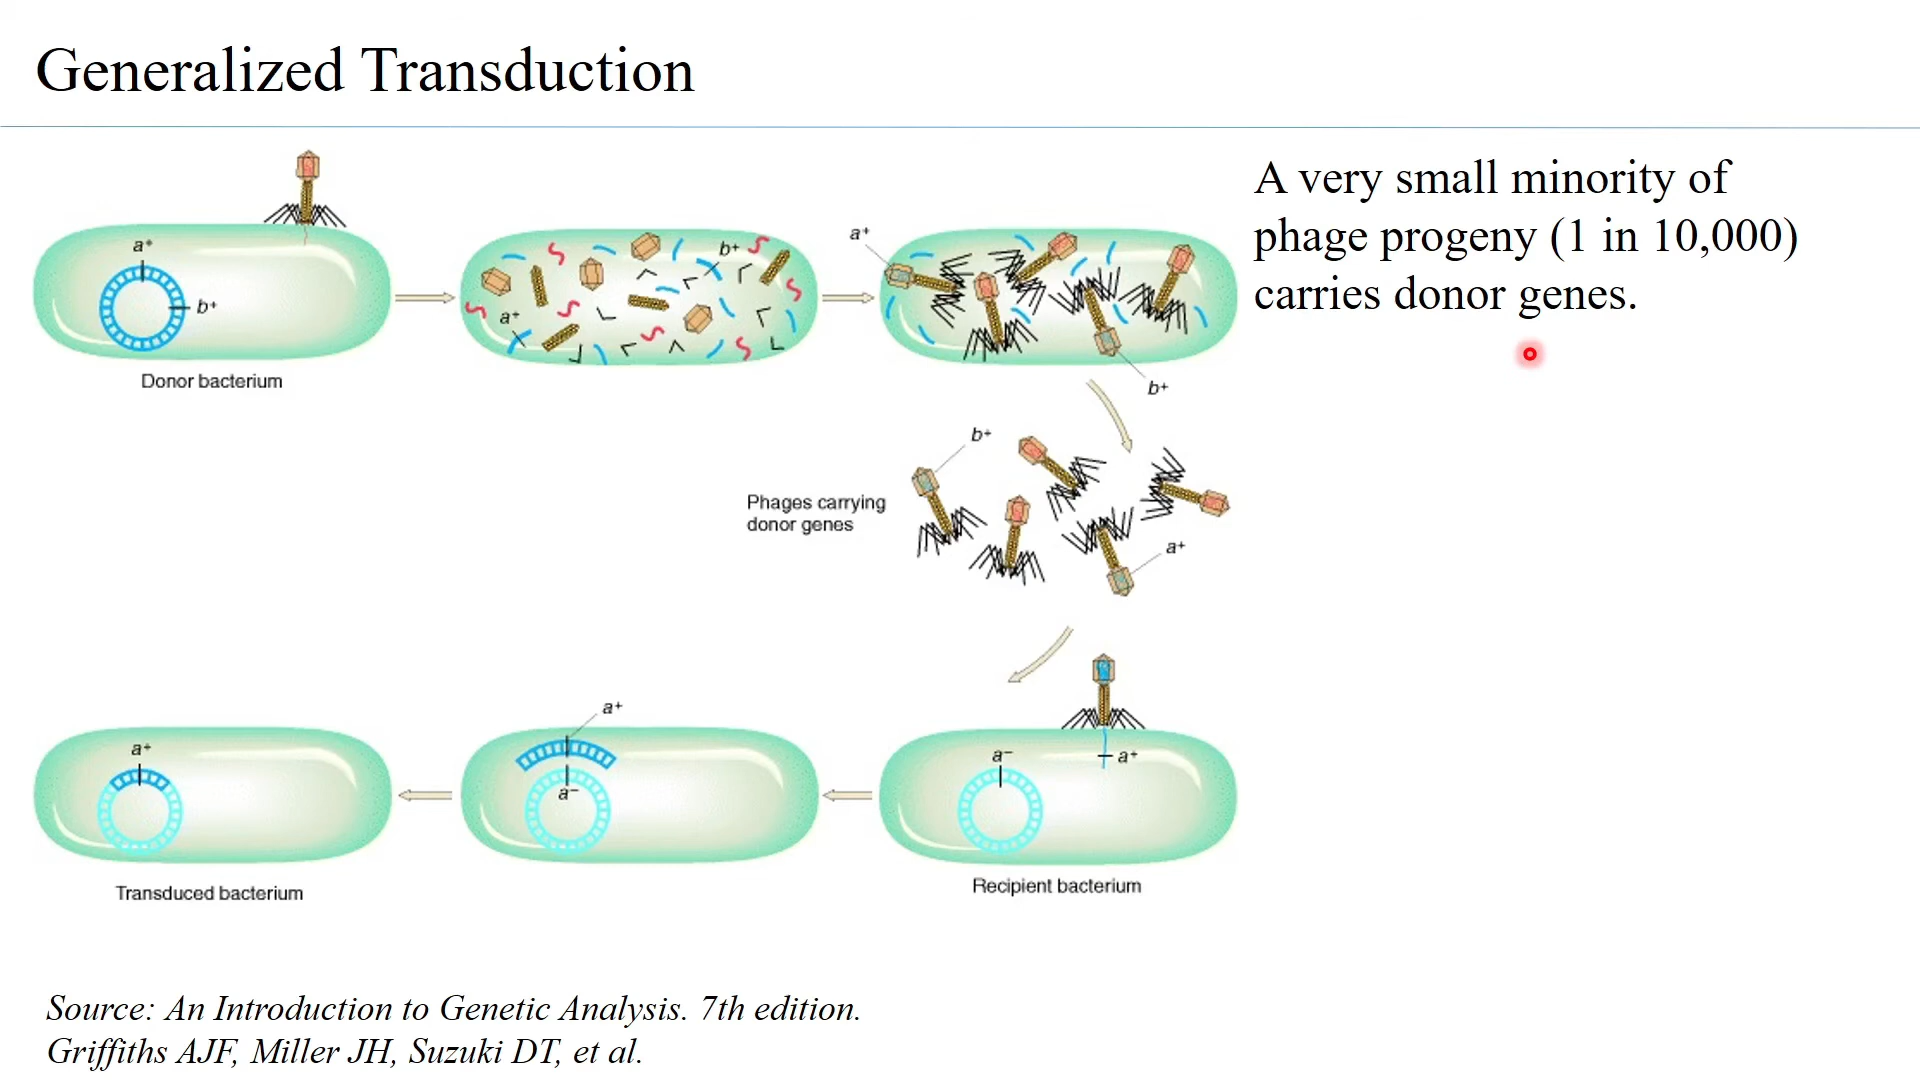 Generalized Transduction
A very small minority of
phage progeny (1 in 10,000)
carries donor genes.
a+
b+
Donor bacterium
b+
a+
a+
b+
b+
Phages carrying
donor genes
a+
a+
Transduced bacterium
a+
a−
a−
a+
Recipient bacterium
Source: An Introduction to Genetic Analysis. 7th edition.
Griffiths AJF, Miller JH, Suzuki DT, et al.